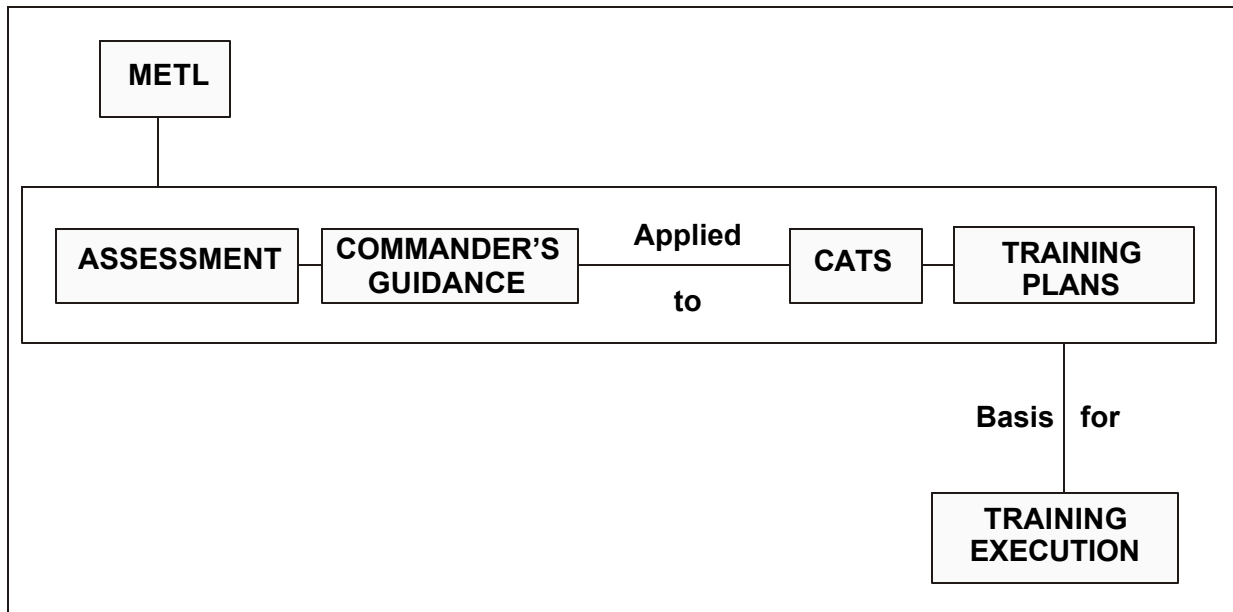 METL
ASSESSMENT
COMMANDER'S
GUIDANCE
Applied
to
CATS
TRAINING
PLANS
Basis for
TRAINING
EXECUTION